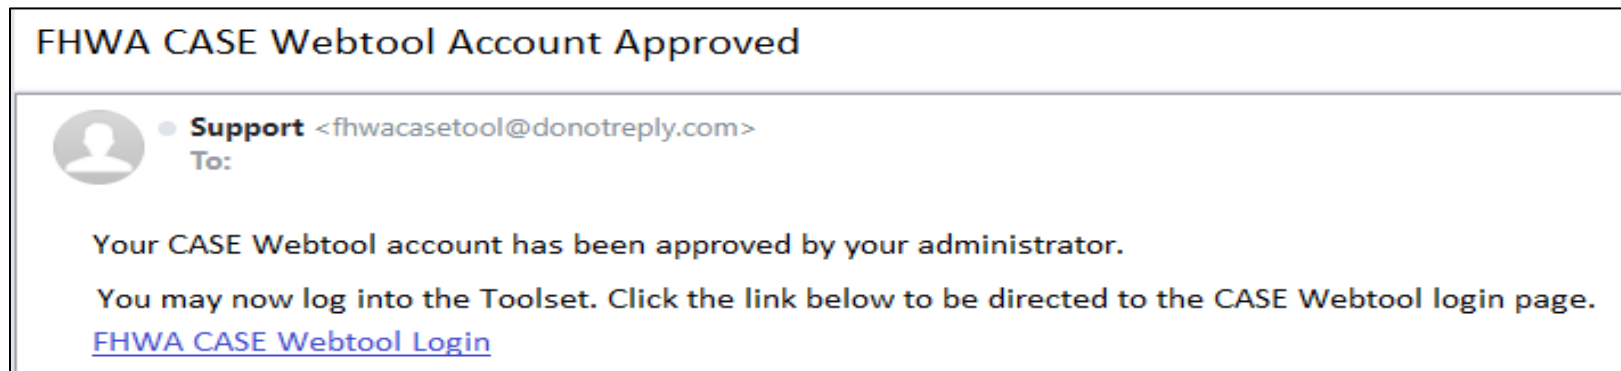 FHWA CASE Webtool Account Approved
Support <fhwacasetool@donotreply.com>
To:
Your CASE Webtool account has been approved by your administrator.
You may now log into the Toolset. Click the link below to be directed to the CASE Webtool login page.
FHWA CASE Webtool Login